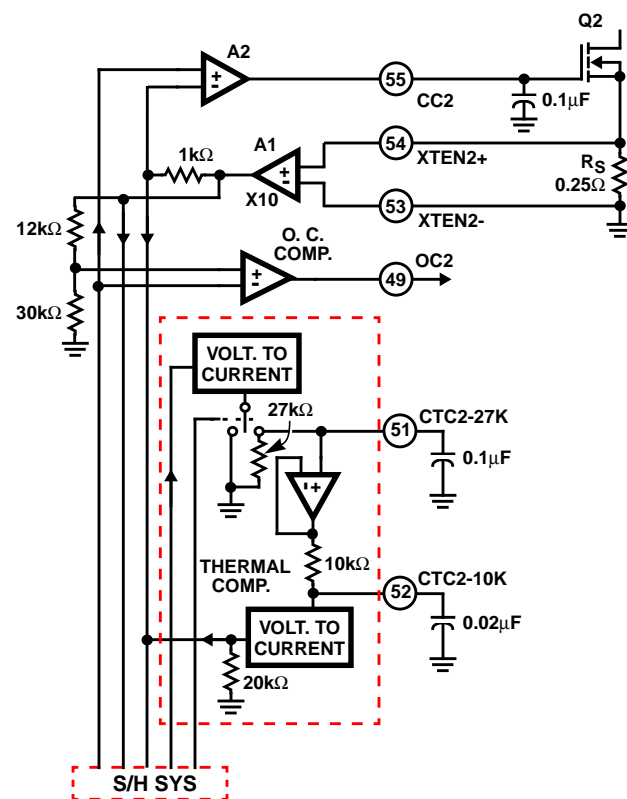 Q2
A2
+
-
55
CC2
0.1µF
1kΩ
A1
+
-
X10
54
XTEN2+
RS
0.25Ω
53
XTEN2-
12kΩ
O. C.
COMP.
+
-
49
OC2
30kΩ
VOLT. TO
CURRENT
27kΩ
51
CTC2-27K
0.1µF
- +
THERMAL
COMP.
10kΩ
52
CTC2-10K
VOLT. TO
CURRENT
0.02µF
20kΩ
S/H SYS